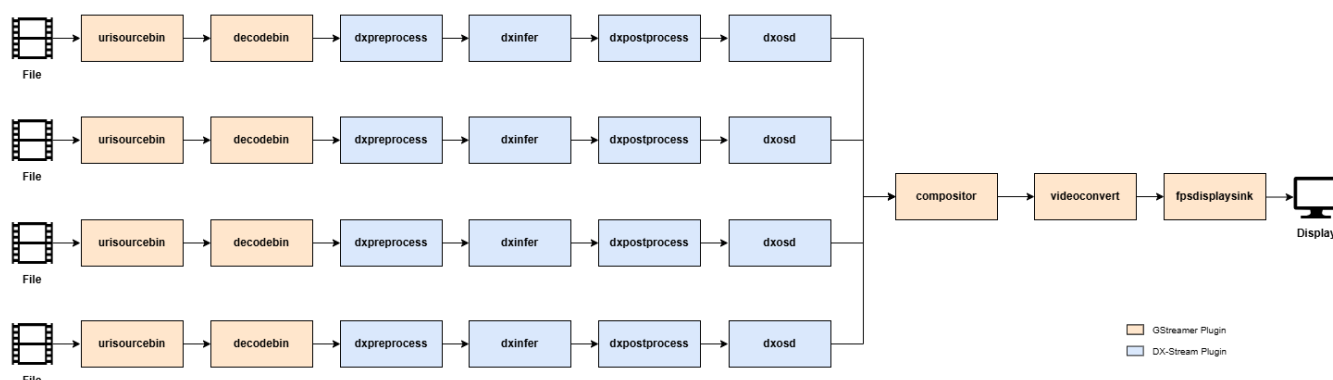 urisourcebin decodebin dxpreprocess dxinfer dxpostprocess dxosd
File
urisourcebin decodebin dxpreprocess dxinfer dxpostprocess dxosd
File
compositor videoconvert fpsdisplaysink
Display
urisourcebin decodebin dxpreprocess dxinfer dxpostprocess dxosd
File
GStreamer Plugin
urisourcebin decodebin dxpreprocess dxinfer dxpostprocess dxosd
DX-Stream Plugin
File